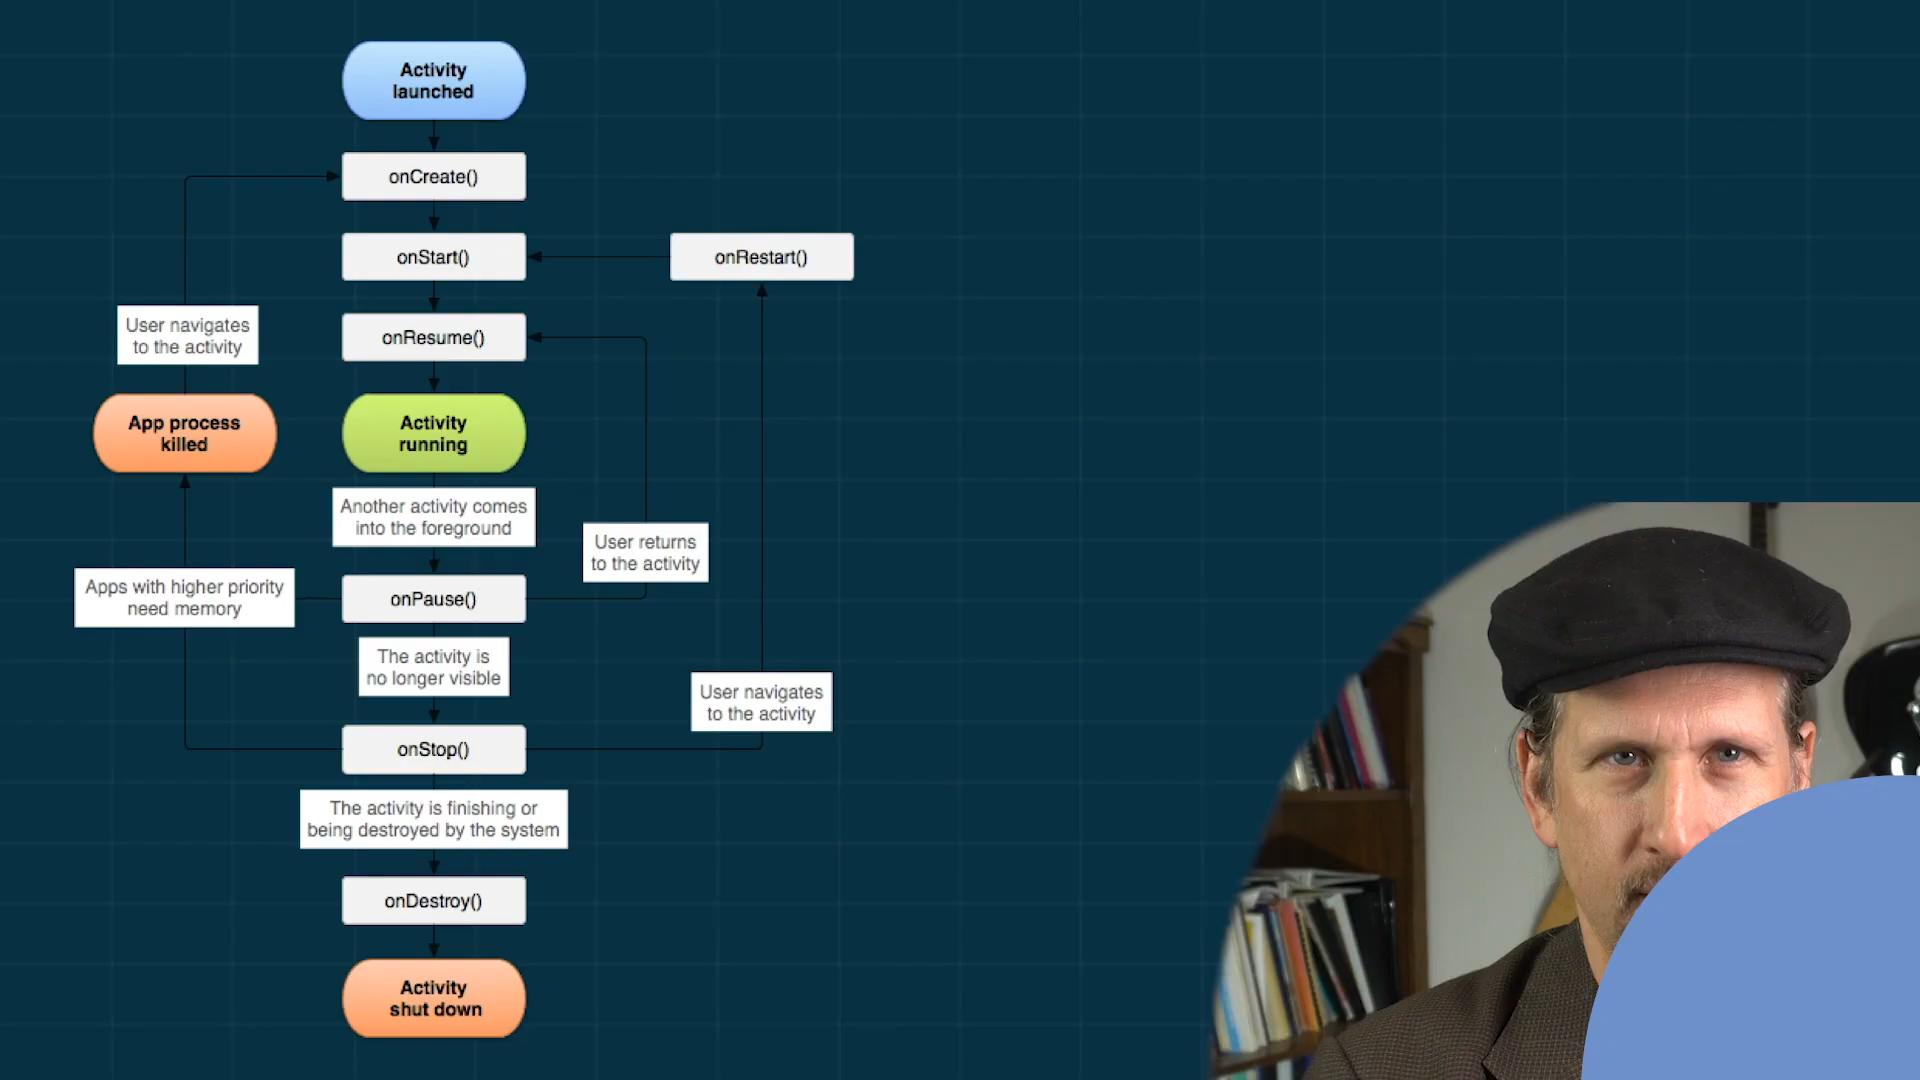 Activity
launched
onCreate()
onStart()
onRestart()
User navigates
to the activity
onResume()
App process
killed
Activity
running
Another activity comes
into the foreground
User returns
to the activity
Apps with higher priority
need memory
onPause()
The activity is
no longer visible
User navigates
to the activity
onStop()
The activity is finishing or
being destroyed by the system
onDestroy()
Activity
shut down